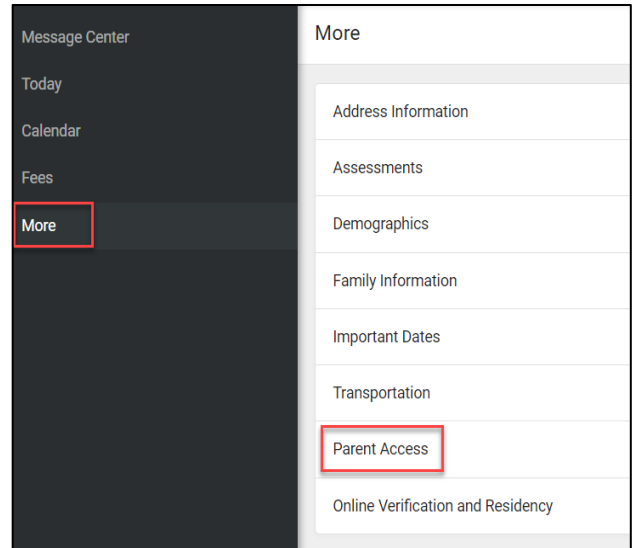 Message Center
Today
Calendar
Fees
More
More
Address Information
Assessments
Demographics
Family Information
Important Dates
Transportation
Parent Access
Online Verification and Residency